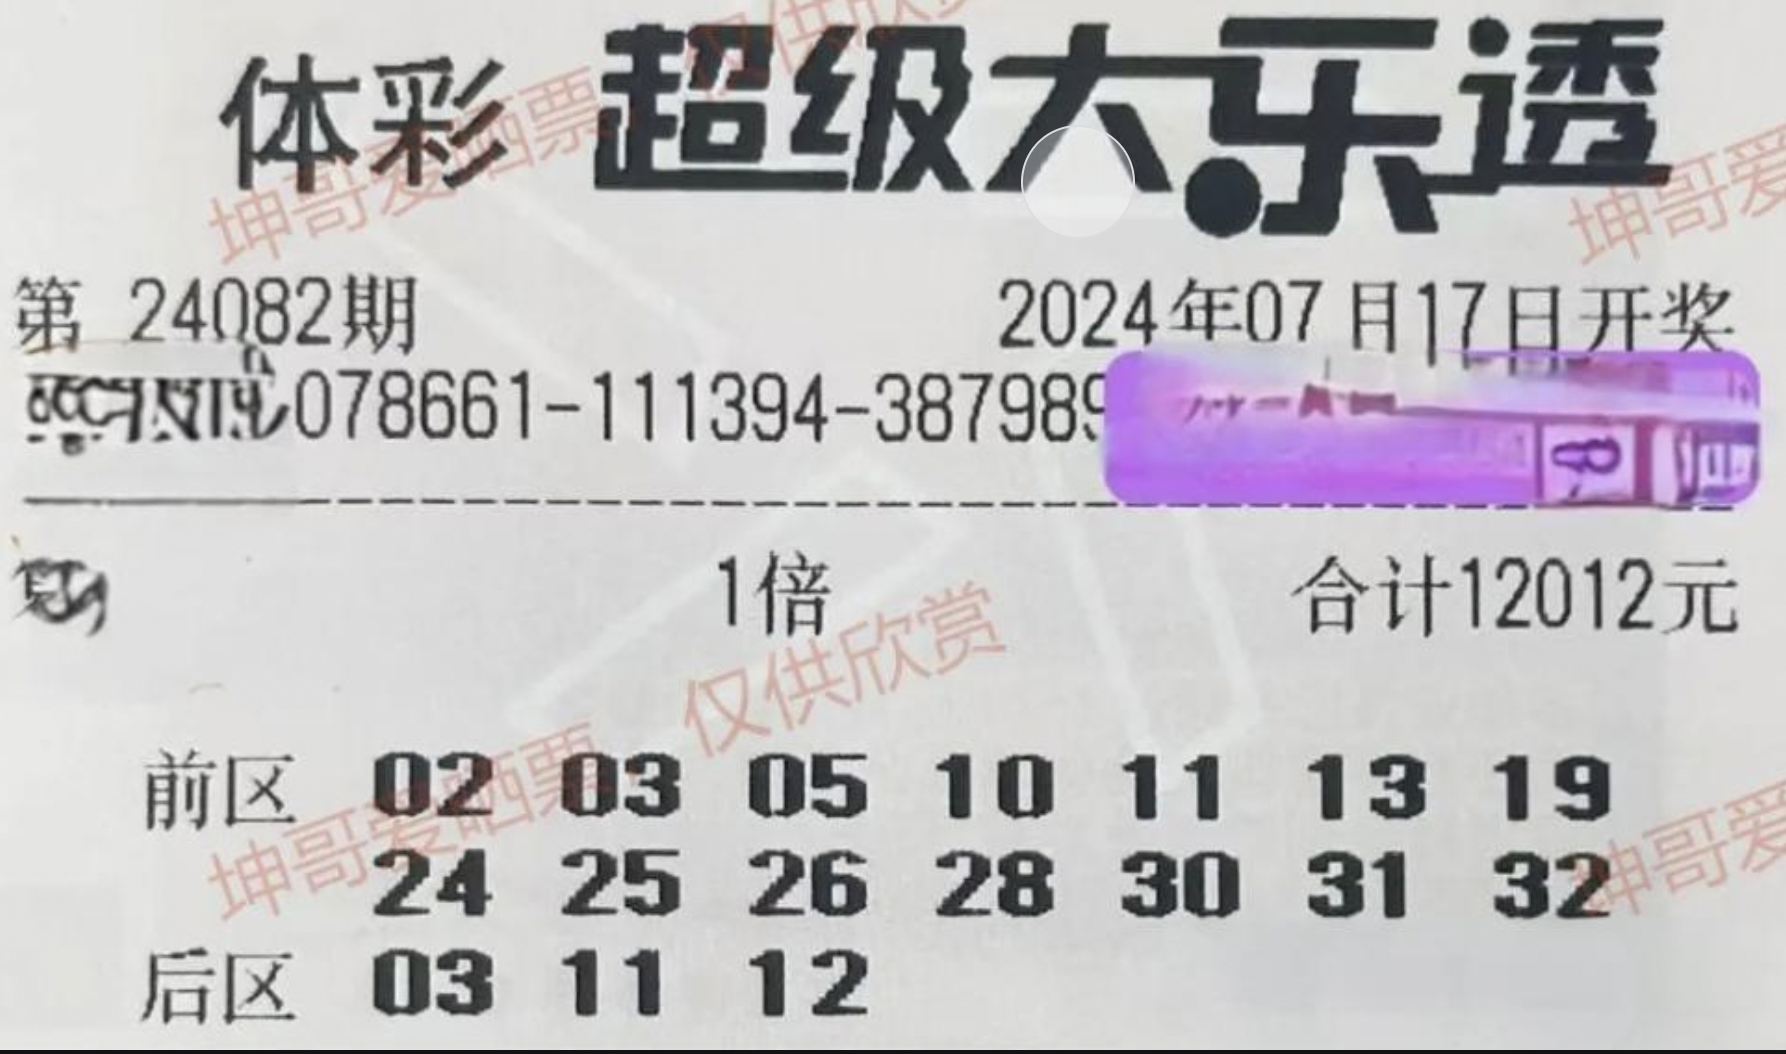 体彩 超级大乐透
第 24082期 2024年07月17日开奖
078661-111394-387989
1倍 合计12012元
前区 02 03 05 10 11 13 19
24 25 26 28 30 31 32
后区 03 11 12
坤哥爱晒票 仅供欣赏
坤哥爱
坤哥爱晒票 仅供欣赏
坤哥爱